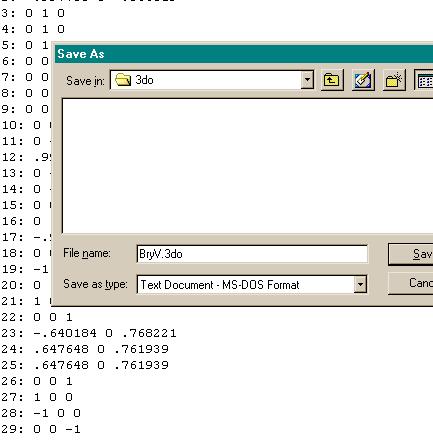 3: 0 1 0
4: 0 1 0
5: 0 1
Save As
6: 0 0
Save in: 3do
7: 0 0
8: 0 0
9: 0 0
10: 0
11: 0
12: .99
13: 0
14: 0
15: 0
16: 0
17: -.
File name: BryV.3do Sav
18: 0
19: -1
Save as type: Text Document - MS-DOS Format Canc
20: 0
21: 1 0
22: 0 0 1
23: -.640184 0 .768221
24: .647648 0 .761939
25: .647648 0 .761939
26: 0 0 1
27: 1 0 0
28: -1 0 0
29: 0 0 -1